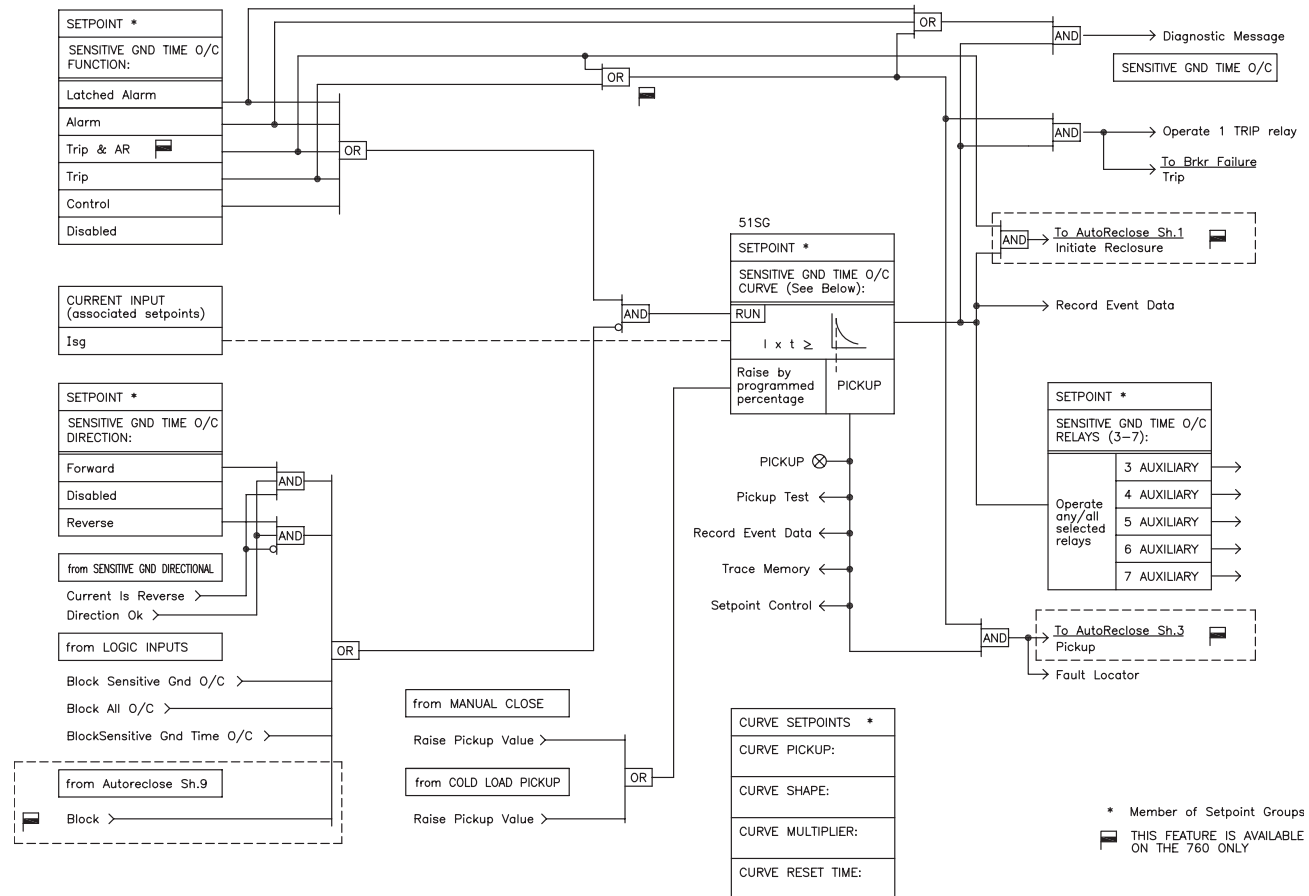 SETPOINT *
SENSITIVE GND TIME O/C
FUNCTION:
Latched Alarm
Alarm
Trip & AR
Trip
Control
Disabled
OR
OR
OR
AND
Diagnostic Message
SENSITIVE GND TIME O/C
AND
Operate 1 TRIP relay
To Brkr Failure
Trip
AND
To AutoReclose Sh.1
Initiate Reclosure
Record Event Data
CURRENT INPUT
(associated setpoints)
Isg
AND
51SG
SETPOINT *
SENSITIVE GND TIME O/C
CURVE (See Below):
RUN
I x t ≥
Raise by
programmed
percentage
PICKUP
SETPOINT *
SENSITIVE GND TIME O/C
DIRECTION:
Forward
Disabled
Reverse
AND
AND
from SENSITIVE GND DIRECTIONAL
Current Is Reverse
Direction Ok
from LOGIC INPUTS
OR
Block Sensitive Gnd O/C
Block All O/C
BlockSensitive Gnd Time O/C
from Autoreclose Sh.9
Block
PICKUP
Pickup Test
Record Event Data
Trace Memory
Setpoint Control
SETPOINT *
SENSITIVE GND TIME O/C
RELAYS (3-7):
Operate
any/all
selected
relays
3 AUXILIARY
4 AUXILIARY
5 AUXILIARY
6 AUXILIARY
7 AUXILIARY
AND
To AutoReclose Sh.3
Pickup
Fault Locator
from MANUAL CLOSE
Raise Pickup Value
OR
from COLD LOAD PICKUP
Raise Pickup Value
CURVE SETPOINTS *
CURVE PICKUP:
CURVE SHAPE:
CURVE MULTIPLIER:
CURVE RESET TIME:
* Member of Setpoint Groups
THIS FEATURE IS AVAILABLE
ON THE 760 ONLY